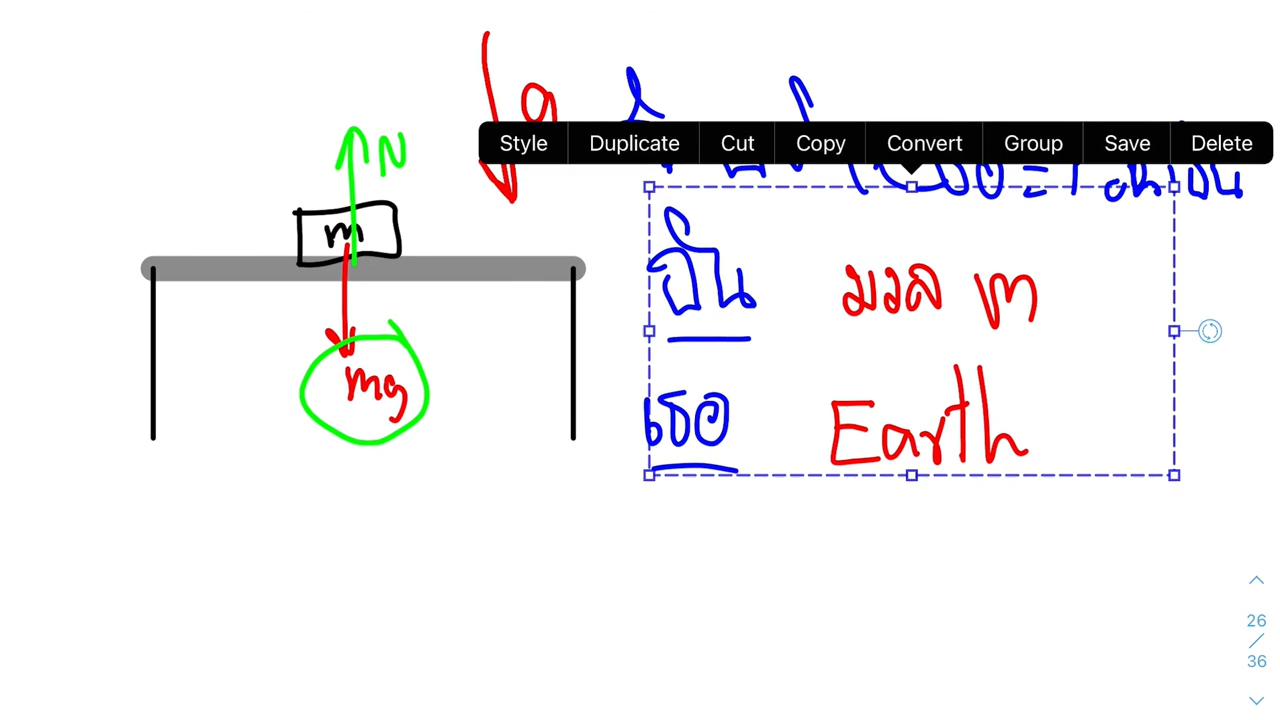 g
Style Duplicate Cut Copy Convert Group Save Delete
N
m
ฉัน มวล m
mg
เธอ Earth
26
/
36